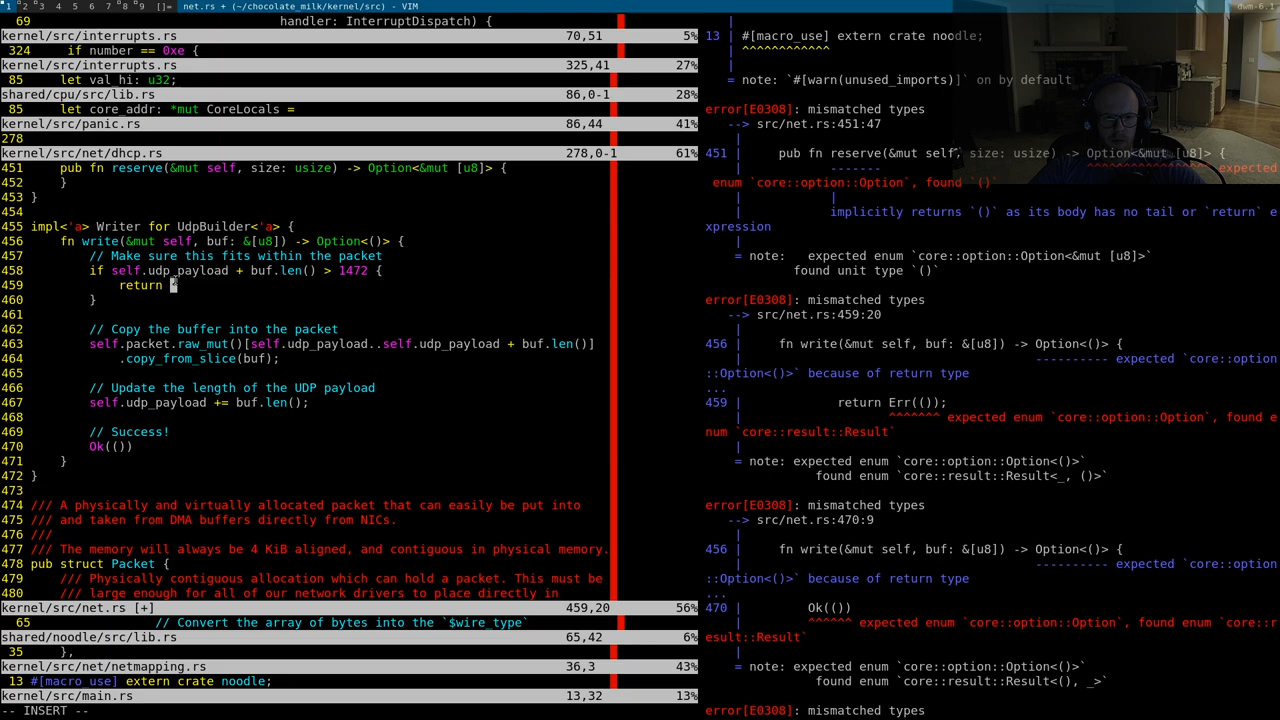 1 2 3 4 5 6 7 8 9 []= net.rs + (~/chocolate_milk/kernel/src) - VIM dwm-6.1
69 handler: InterruptDispatch) {
kernel/src/interrupts.rs 70,51 5%
324 if number == 0xe {
kernel/src/interrupts.rs 325,41 27%
85 let val_hi: u32;
shared/cpu/src/lib.rs 86,0-1 28%
85 let core_addr: *mut CoreLocals =
kernel/src/panic.rs 86,44 41%
278
kernel/src/net/dhcp.rs 278,0-1 61%
451 pub fn reserve(&mut self, size: usize) -> Option<&mut [u8]> {
452 }
453 }
454
455 impl<'a> Writer for UdpBuilder<'a> {
456 fn write(&mut self, buf: &[u8]) -> Option<()> {
457 // Make sure this fits within the packet
458 if self.udp_payload + buf.len() > 1472 {
459 return
460 }
461
462 // Copy the buffer into the packet
463 self.packet.raw_mut()[self.udp_payload..self.udp_payload + buf.len()]
464 .copy_from_slice(buf);
465
466 // Update the length of the UDP payload
467 self.udp_payload += buf.len();
468
469 // Success!
470 Ok(())
471 }
472 }
473
474 /// A physically and virtually allocated packet that can easily be put into
475 /// and taken from DMA buffers directly from NICs.
476 ///
477 /// The memory will always be 4 KiB aligned, and contiguous in physical memory.
478 pub struct Packet {
479 /// Physically contiguous allocation which can hold a packet. This must be
480 /// large enough for all of our network drivers to place directly in
kernel/src/net.rs [+] 459,20 56%
65 // Convert the array of bytes into the `$wire_type`
shared/noodle/src/lib.rs 65,42 6%
35 },
kernel/src/net/netmapping.rs 36,3 43%
13 #[macro_use] extern crate noodle;
kernel/src/main.rs 13,32 13%
-- INSERT --
|
13 | #[macro_use] extern crate noodle;
| ^^^^^^^^^^^^
|
= note: `#[warn(unused_imports)]` on by default
error[E0308]: mismatched types
--> src/net.rs:451:47
|
451 | pub fn reserve(&mut self, size: usize) -> Option<&mut [u8]> {
| ------- ^^^^^^^^^^^^^^^^^ expected
enum `core::option::Option`, found `()`
| |
| implicitly returns `()` as its body has no tail or `return` e
xpression
|
= note: expected enum `core::option::Option<&mut [u8]>`
found unit type `()`
error[E0308]: mismatched types
--> src/net.rs:459:20
|
456 | fn write(&mut self, buf: &[u8]) -> Option<()> {
| ---------- expected `core::option
::Option<()>` because of return type
...
459 | return Err(());
| ^^^^^^^ expected enum `core::option::Option`, found e
num `core::result::Result`
|
= note: expected enum `core::option::Option<()>`
found enum `core::result::Result<_, ()>`
error[E0308]: mismatched types
--> src/net.rs:470:9
|
456 | fn write(&mut self, buf: &[u8]) -> Option<()> {
| ---------- expected `core::option
::Option<()>` because of return type
...
470 | Ok(())
| ^^^^^^ expected enum `core::option::Option`, found enum `core::r
esult::Result`
|
= note: expected enum `core::option::Option<()>`
found enum `core::result::Result<(), _>`
error[E0308]: mismatched types